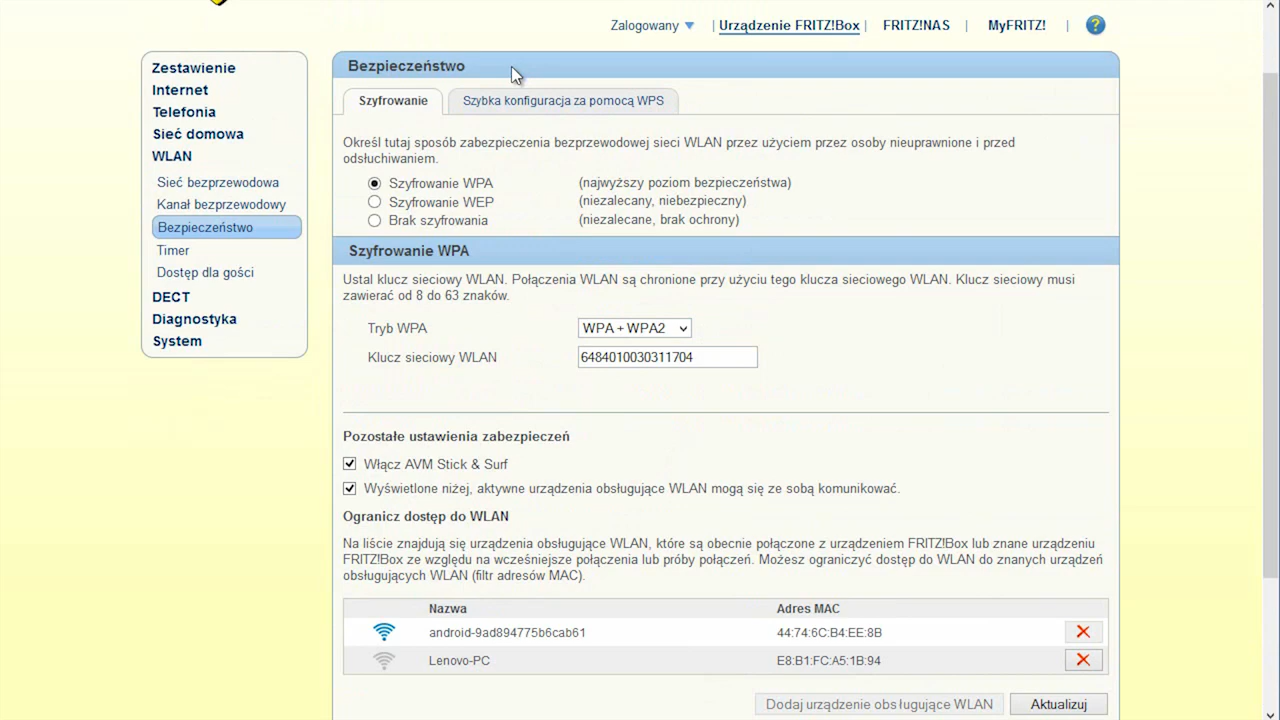 Zalogowany | Urządzenie FRITZ!Box | FRITZ!NAS | MyFRITZ! | ?
Zestawienie
Internet
Telefonia
Sieć domowa
WLAN
Sieć bezprzewodowa
Kanał bezprzewodowy
Bezpieczeństwo
Timer
Dostęp dla gości
DECT
Diagnostyka
System
Bezpieczeństwo
Szyfrowanie Szybka konfiguracja za pomocą WPS
Określ tutaj sposób zabezpieczenia bezprzewodowej sieci WLAN przez użyciem przez osoby nieuprawnione i przed
odsłuchiwaniem.
Szyfrowanie WPA (najwyższy poziom bezpieczeństwa)
Szyfrowanie WEP (niezalecany, niebezpieczny)
Brak szyfrowania (niezalecane, brak ochrony)
Szyfrowanie WPA
Ustal klucz sieciowy WLAN. Połączenia WLAN są chronione przy użyciu tego klucza sieciowego WLAN. Klucz sieciowy musi
zawierać od 8 do 63 znaków.
Tryb WPA WPA + WPA2
Klucz sieciowy WLAN 6484010030311704
Pozostałe ustawienia zabezpieczeń
Włącz AVM Stick & Surf
Wyświetlone niżej, aktywne urządzenia obsługujące WLAN mogą się ze sobą komunikować.
Ogranicz dostęp do WLAN
Na liście znajdują się urządzenia obsługujące WLAN, które są obecnie połączone z urządzeniem FRITZ!Box lub znane urządzeniu
FRITZ!Box ze względu na wcześniejsze połączenia lub próby połączeń. Możesz ograniczyć dostęp do WLAN do znanych urządzeń
obsługujących WLAN (filtr adresów MAC).
Nazwa Adres MAC
android-9ad894775b6cab61 44:74:6C:B4:EE:8B
Lenovo-PC E8:B1:FC:A5:1B:94
Dodaj urządzenie obsługujące WLAN Aktualizuj